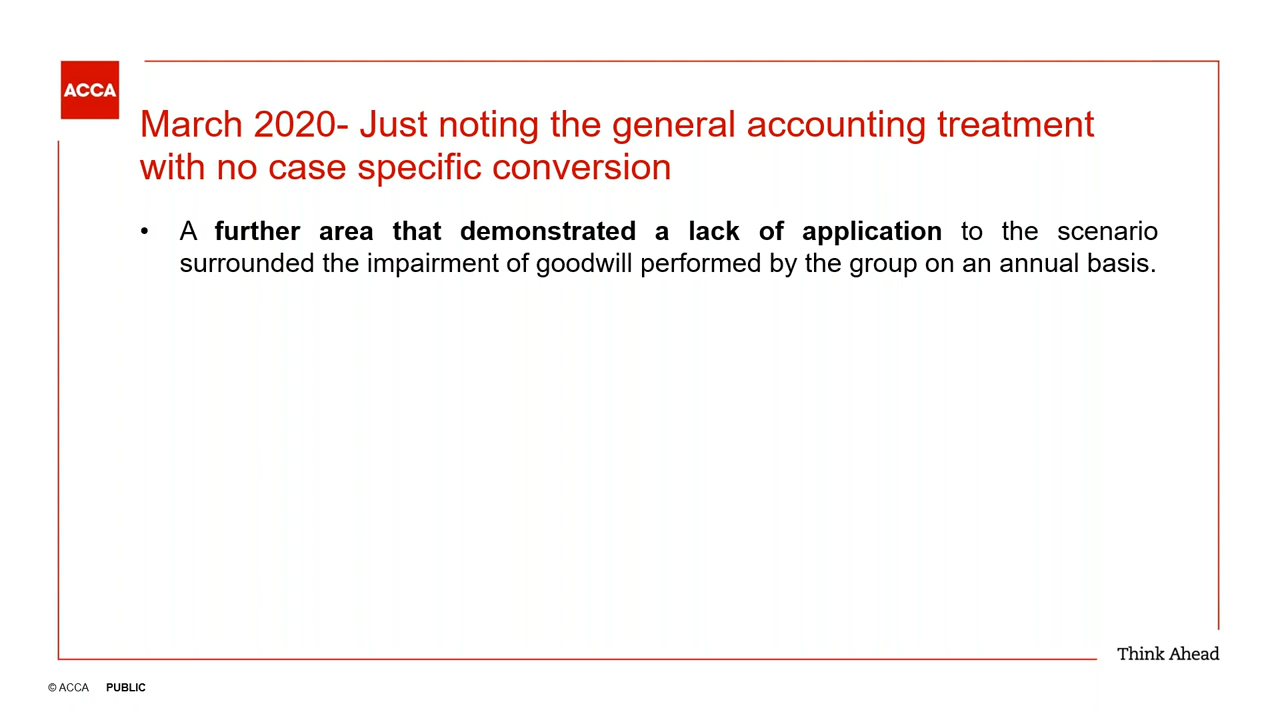 ACCA
March 2020- Just noting the general accounting treatment
with no case specific conversion
• A further area that demonstrated a lack of application to the scenario
surrounded the impairment of goodwill performed by the group on an annual basis.
Think Ahead
© ACCA PUBLIC